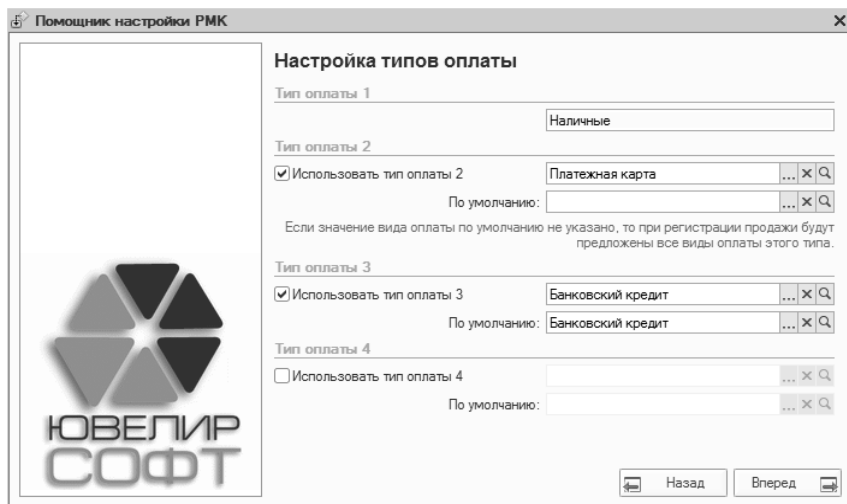 Помощник настройки РМК
Настройка типов оплаты
Тип оплаты 1
Наличные
Тип оплаты 2
Использовать тип оплаты 2 Платежная карта ...
По умолчанию: ...
Если значение вида оплаты по умолчанию не указано, то при регистрации продажи будут
предложены все виды оплаты этого типа.
Тип оплаты 3
Использовать тип оплаты 3 Банковский кредит ...
По умолчанию: Банковский кредит ...
Тип оплаты 4
Использовать тип оплаты 4 ...
По умолчанию: ...
ЮВЕЛИР
СОФТ
Назад Вперед